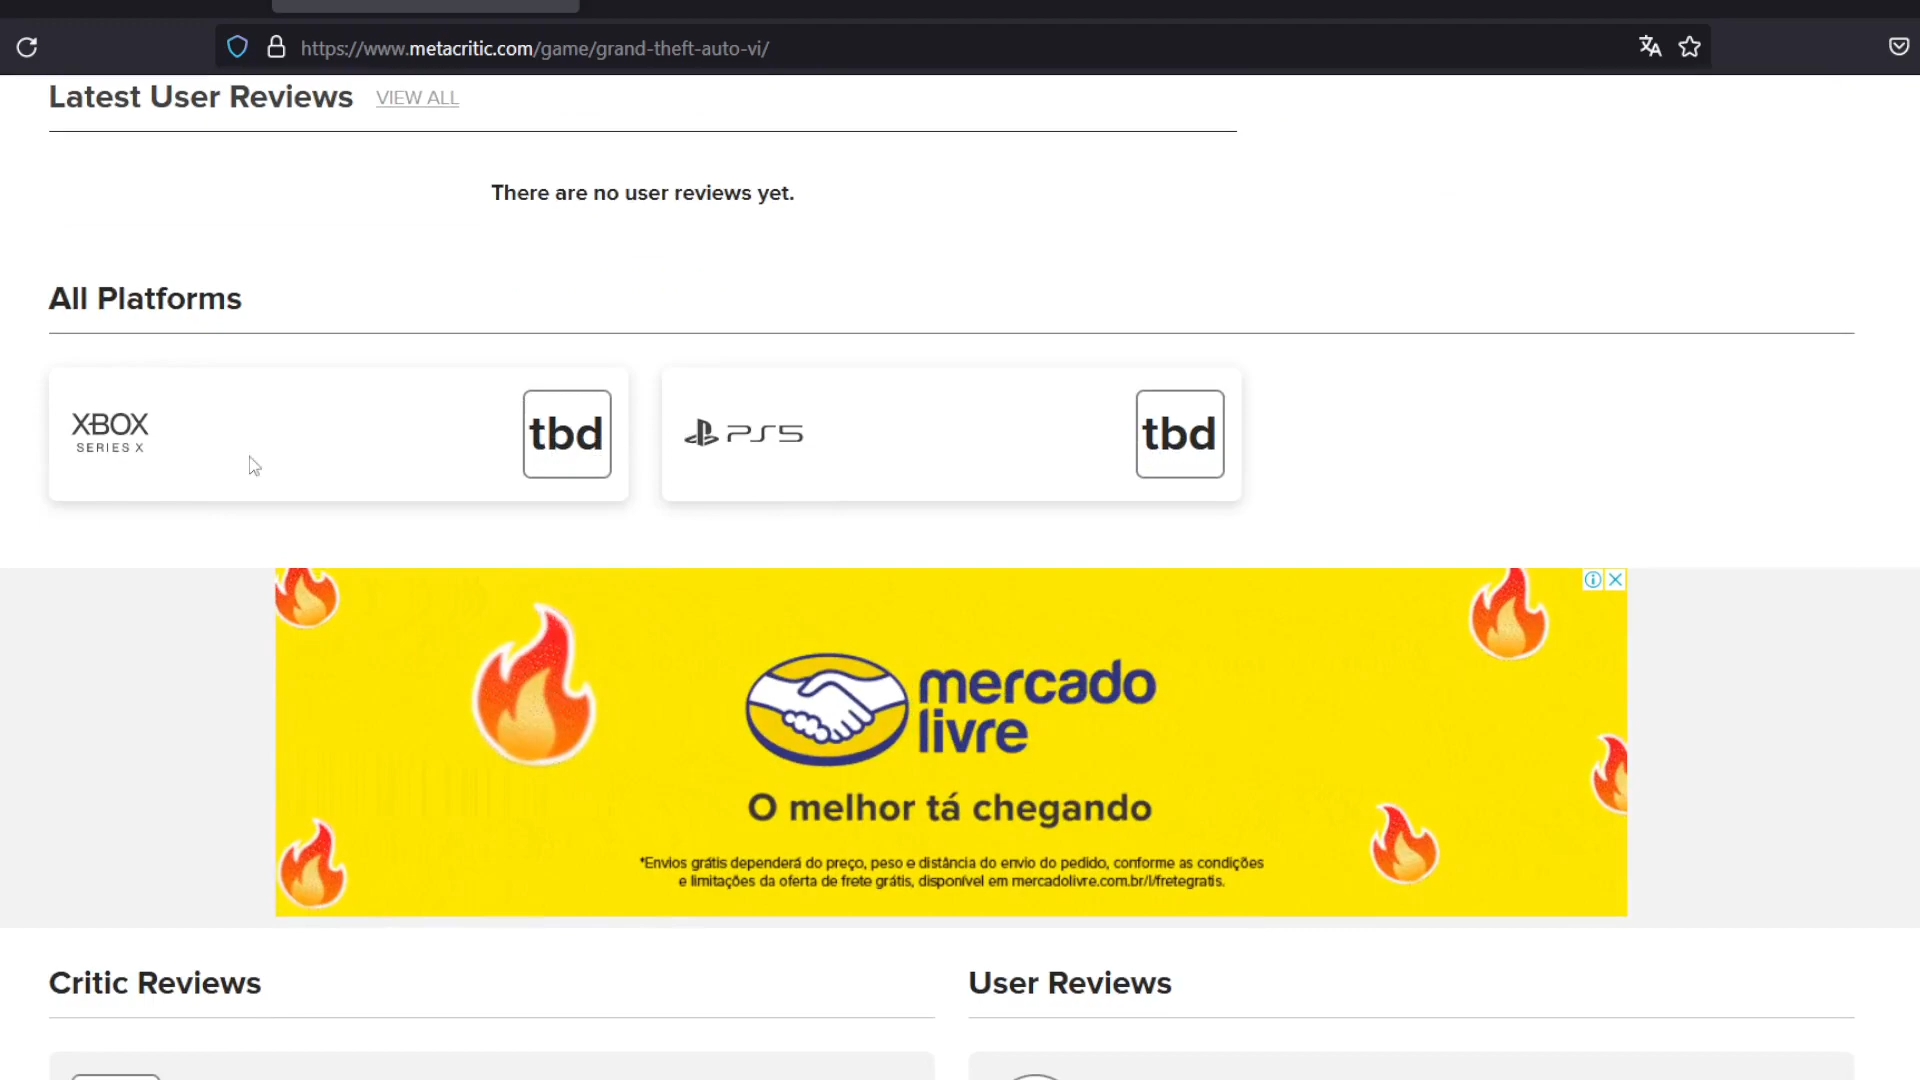 https://www.metacritic.com/game/grand-theft-auto-vi/
Latest User Reviews VIEW ALL
There are no user reviews yet.
All Platforms
XBOX
SERIES X
tbd
PS5
tbd
mercado
livre
O melhor tá chegando
*Envios grátis dependerá do preço, peso e distância do envio do pedido, conforme as condições
e limitações da oferta de frete grátis, disponível em mercadolivre.com.br/l/fretegratis.
Critic Reviews
User Reviews